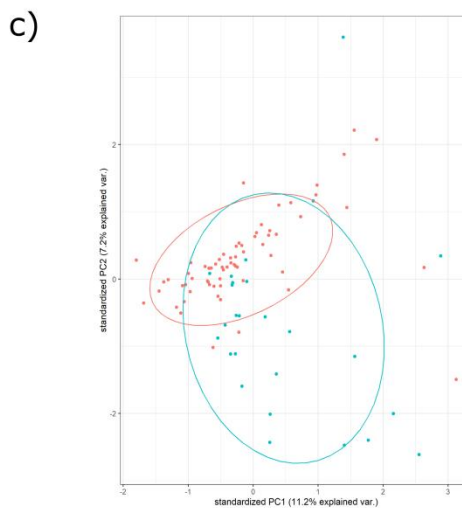 c)
2
0
-2
standardized PC2 (7.2% explained var.)
-2 -1 0 1 2 3
standardized PC1 (11.2% explained var.)